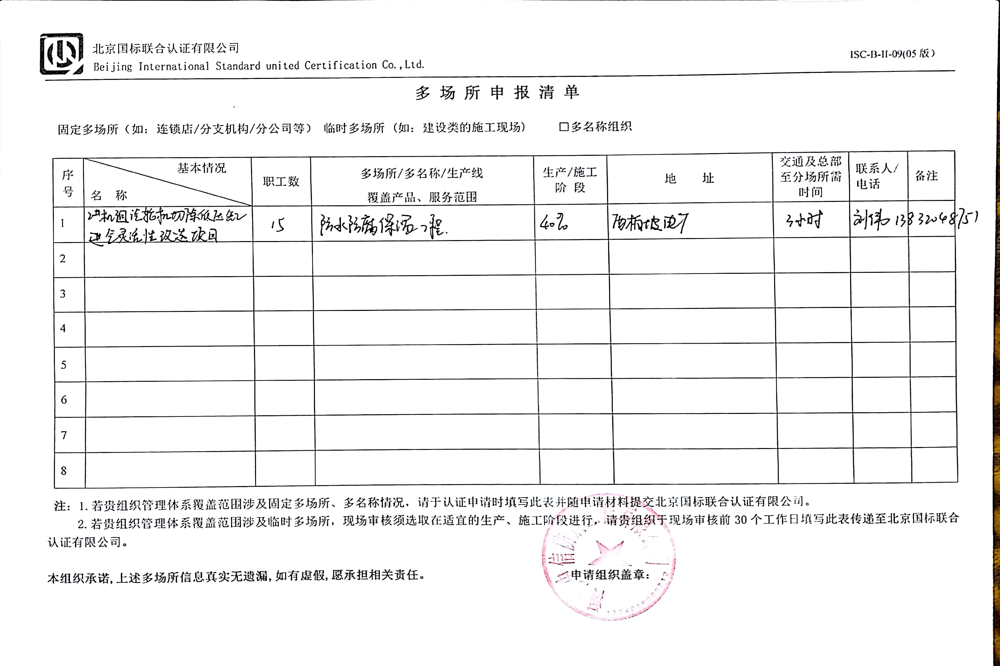 北京国标联合认证有限公司
Beijing International Standard united Certification Co.,Ltd.
ISC-B-II-09(05 版）
多场所申报清单
固定多场所（如：连锁店/分支机构/分公司等） 临时多场所（如：建设类的施工现场） □多名称组织
序号 基本情况 名 称 职工数 多场所/多名称/生产线 覆盖产品、服务范围 生产/施工阶 段 地 址 交通及总部至分场所需时间 联系人/电话 备注
1 机组汽轮机切除低压缸 15 防水防腐保温工程. 40% 西柏坡电厂 3小时 刘伟 13832048751
进气灵活性改造项目
2
3
4
5
6
7
8
注：1.若贵组织管理体系覆盖范围涉及固定多场所、多名称情况，请于认证申请时填写此表并随申请材料提交北京国标联合认证有限公司。
2.若贵组织管理体系覆盖范围涉及临时多场所，现场审核须选取在适宜的生产、施工阶段进行，请贵组织于现场审核前 30 个工作日填写此表传递至北京国标联合
认证有限公司。
本组织承诺,上述多场所信息真实无遗漏,如有虚假,愿承担相关责任。 申请组织盖章：